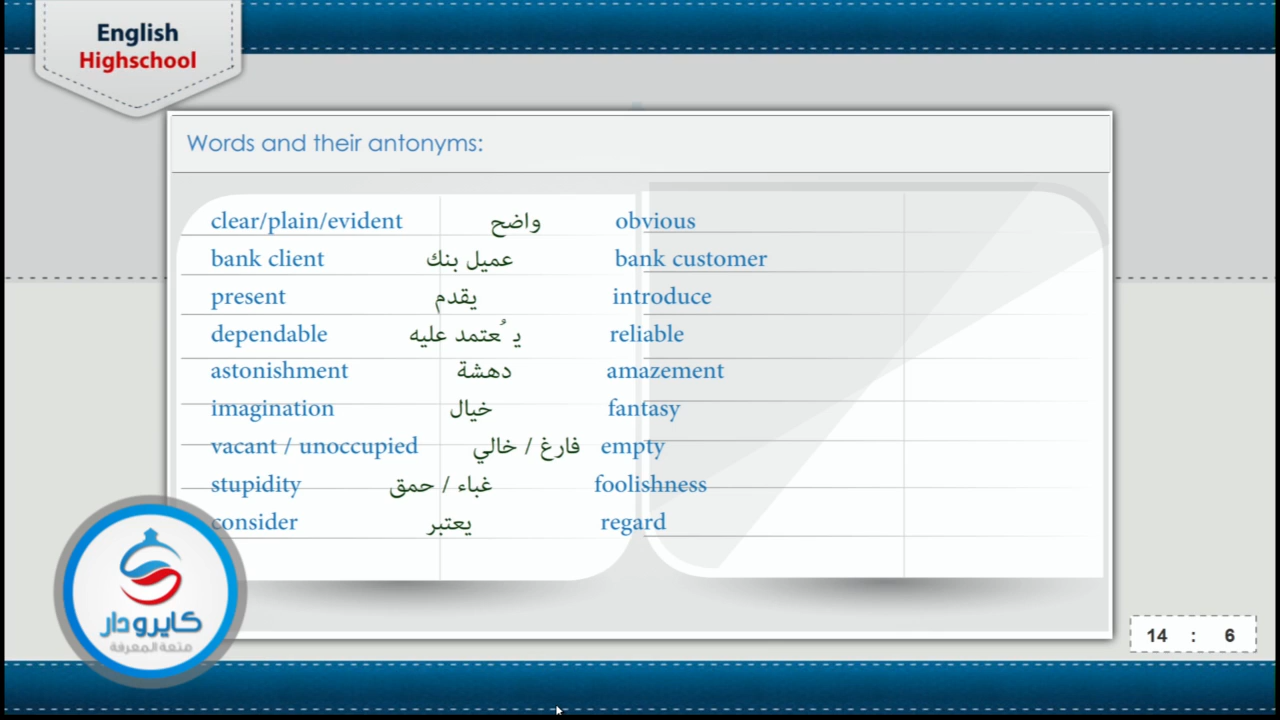 English
Highschool
Words and their antonyms:
clear/plain/evident واضح obvious
bank client عميل بنك bank customer
present يقدم introduce
dependable يُعتمد عليه reliable
astonishment دهشة amazement
imagination خيال fantasy
vacant / unoccupied فارغ / خالي empty
stupidity غباء / حمق foolishness
consider يعتبر regard
كايرودار
متعة المعرفة
14 : 6